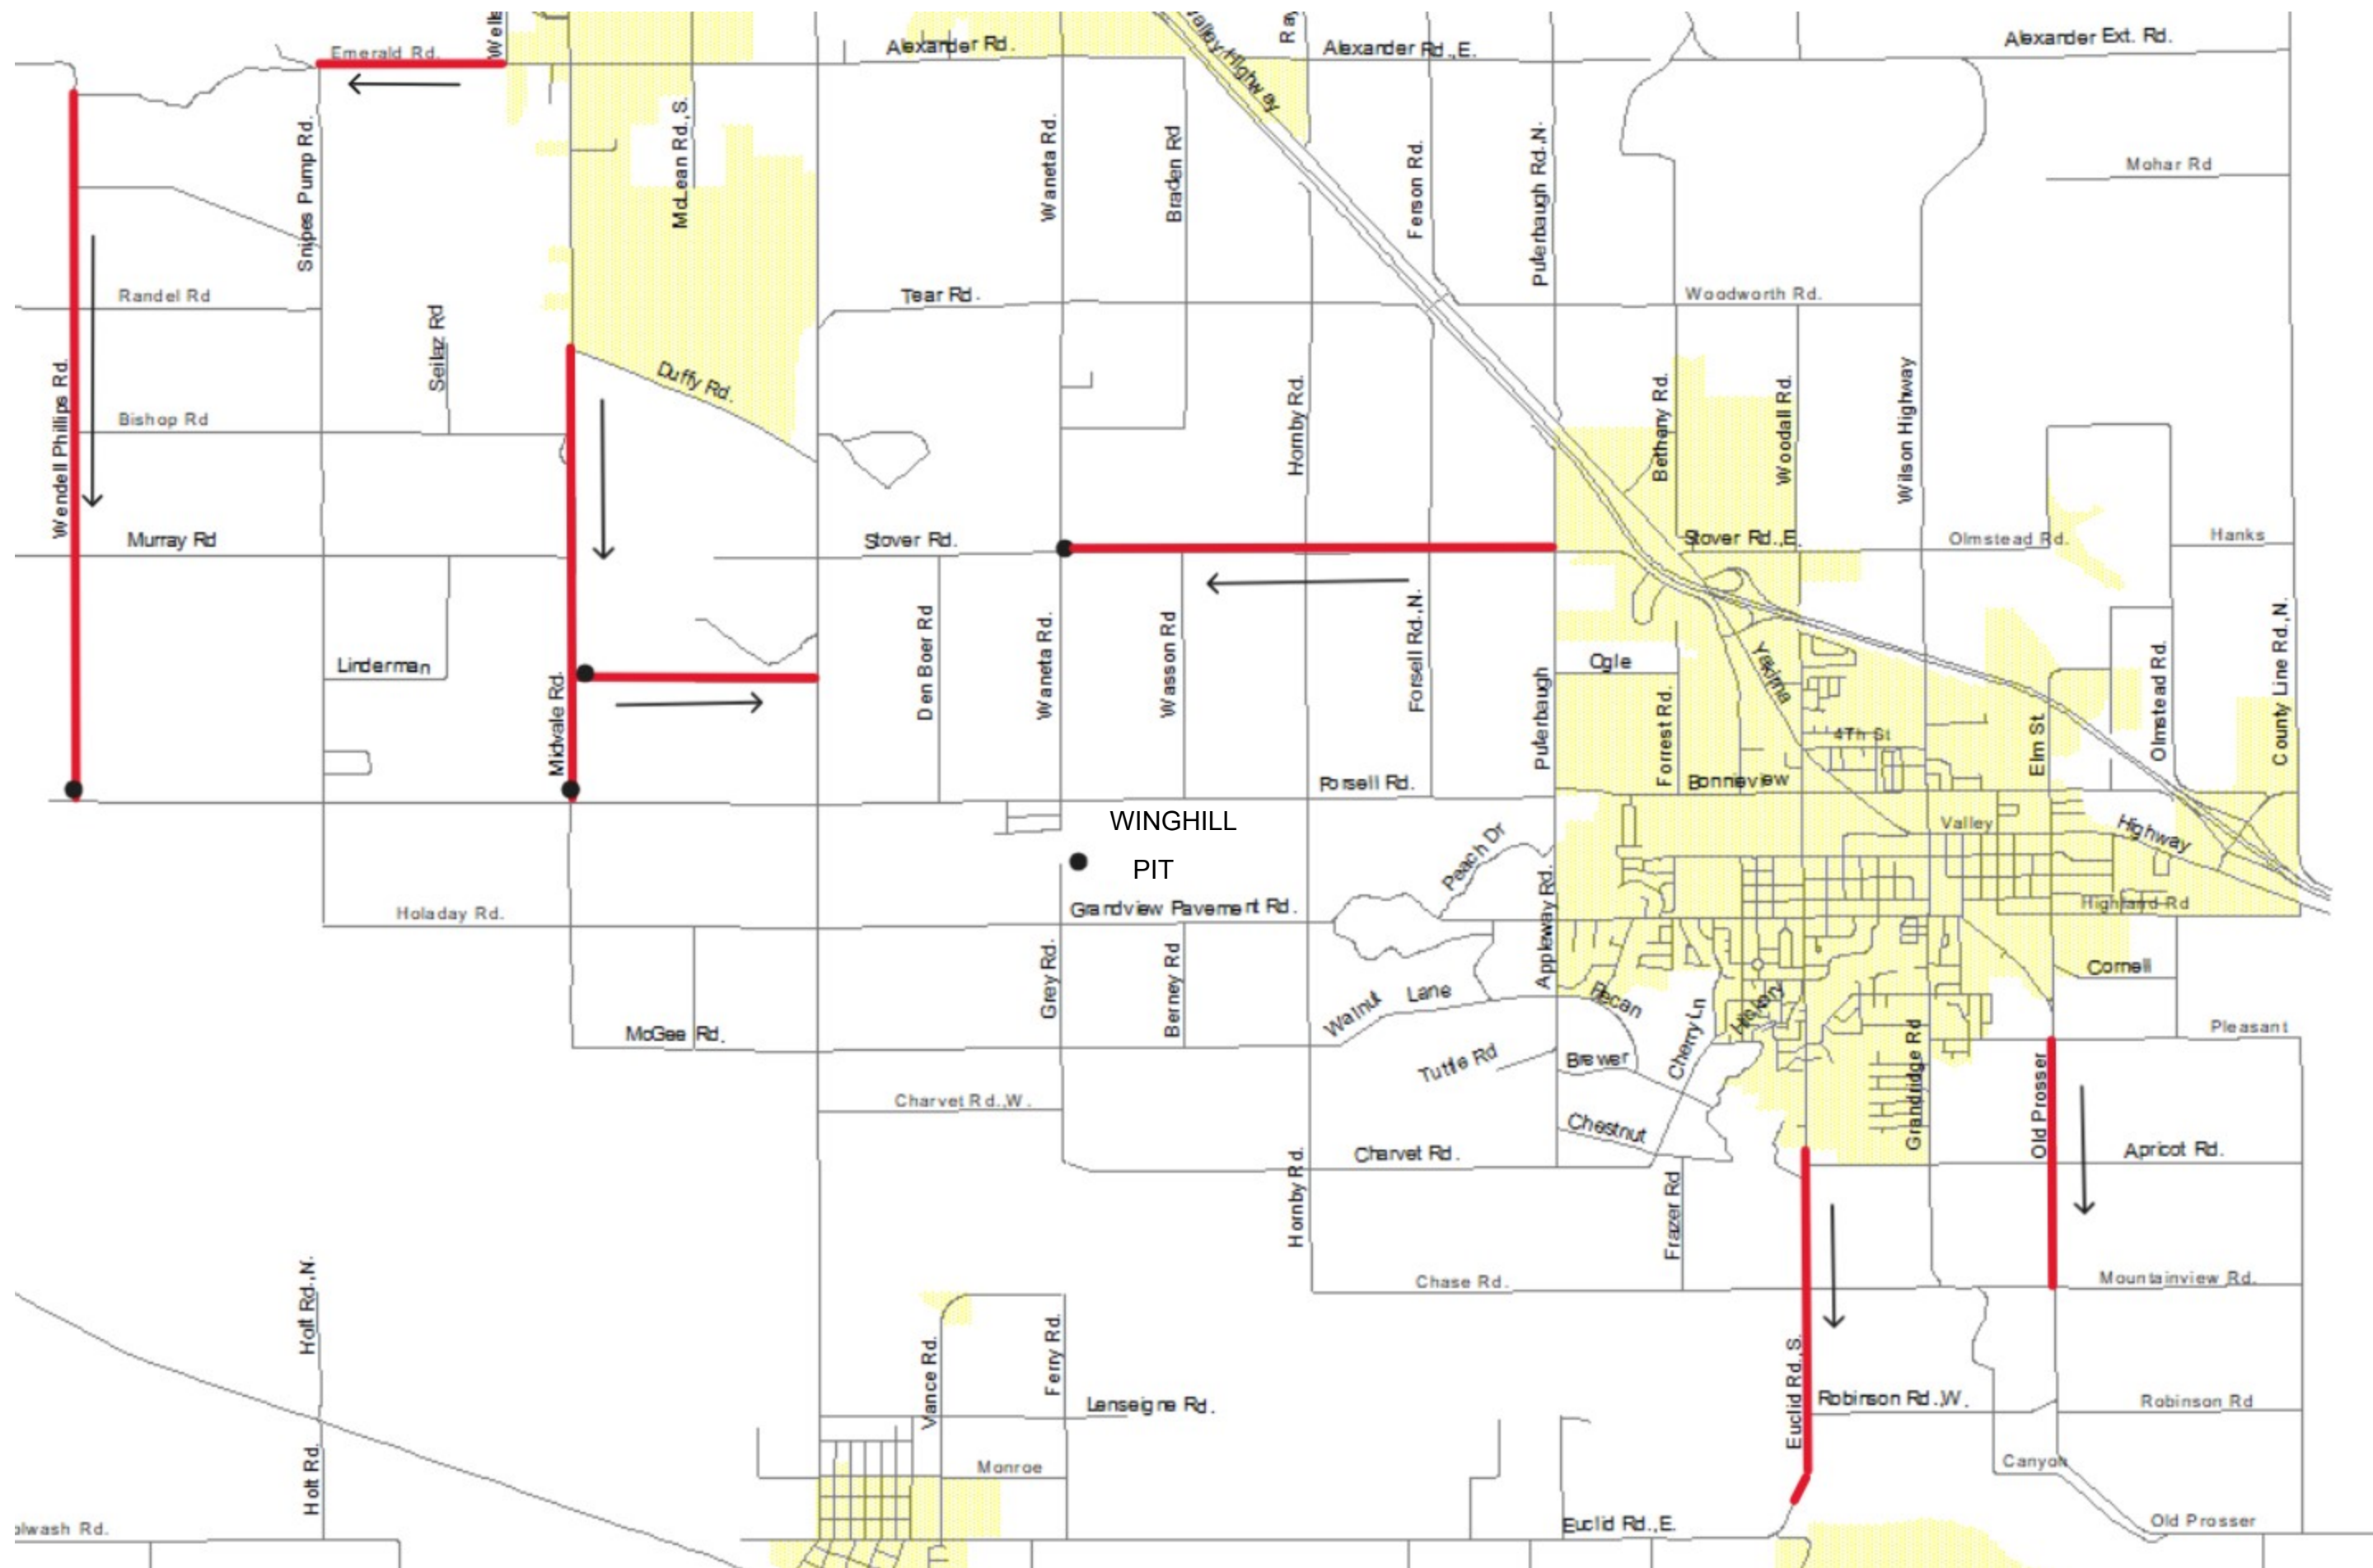 Wells
Valley Highway
Ray
Emerald Rd.
Alexander Rd.
Alexander Rd.,E.
Alexander Ext. Rd.
Snipes Pump Rd.
McLean Rd.,S.
Waneta Rd.
Braden Rd
Ferson Rd.
Puterbaugh Rd.,N.
Mohar Rd
Randel Rd
Tear Rd.
Woodworth Rd.
Wendell Phillips Rd.
Seilaz Rd
Duffy Rd.
Hornby Rd.
Bethany Rd.
Woodall Rd.
Wilson Highway
Bishop Rd
Murray Rd
Stover Rd.
Stover Rd.,E.
Olmstead Rd.
Hanks
Linderman
Midvale Rd.
Den Boer Rd
Waneta Rd.
Wasson Rd
Forsell Rd.,N.
Puterbaugh
Ogle
Forrest Rd.
Yakima
4Th St
Elm St.
Olmstead Rd.
County Line Rd.,N.
Forsell Rd.
Bonnieview
WINGHILL
PIT
Peach Dr
Valley
Highway
Holaday Rd.
Grandview Pavement Rd.
Appleway Rd.
Highland Rd
Grey Rd.
Berney Rd
Walnut Lane
Pecan
Cherry Ln
Hickory
Cornell
McGee Rd.
Tuttle Rd
Brewer
Grandridge Rd
Old Prosser
Pleasant
Charvet Rd.,W.
Chestnut
Charvet Rd.
Apricot Rd.
Hornby Rd.
Frazer Rd
Chase Rd.
Mountainview Rd.
Holt Rd.,N.
Vance Rd.
Ferry Rd.
Lenseigne Rd.
Euclid Rd.,S.
Robinson Rd.,W.
Robinson Rd
Holt Rd.
Monroe
Canyon
olwash Rd.
Euclid Rd.,E.
Old Prosser